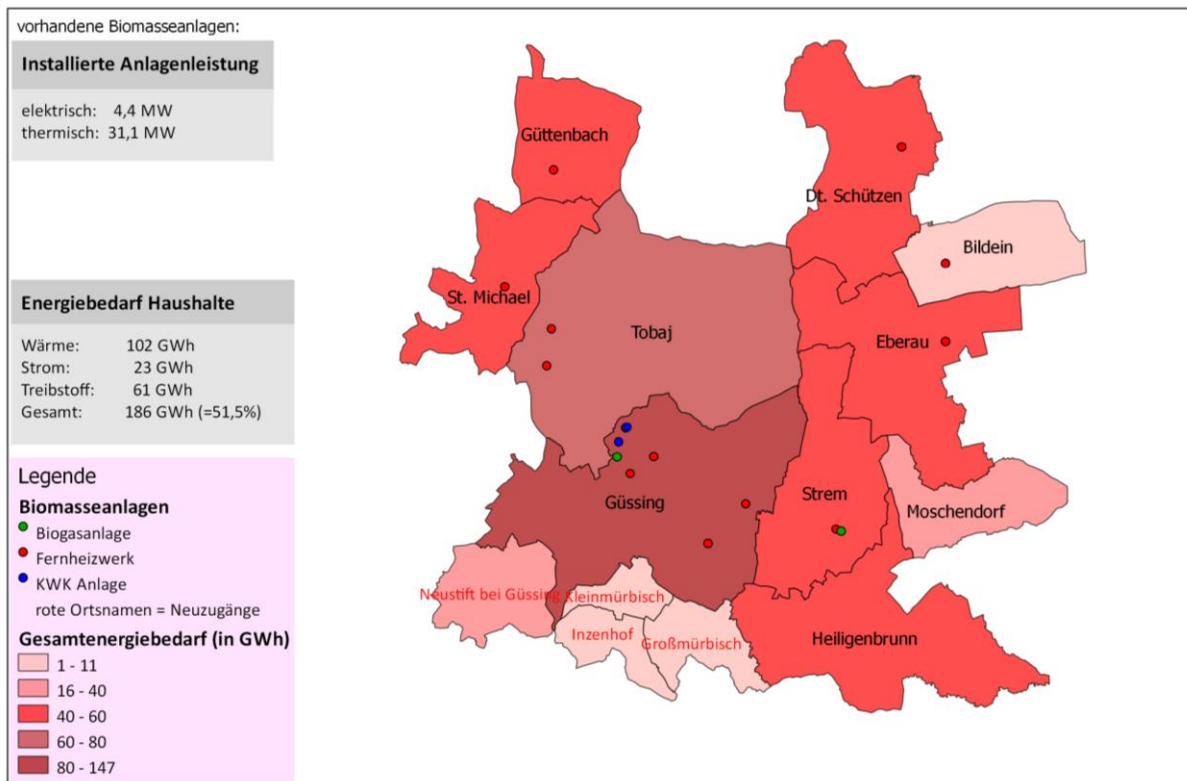 vorhandene Biomasseanlagen:
Installierte Anlagenleistung
elektrisch: 4,4 MW
thermisch: 31,1 MW
Energiebedarf Haushalte
Wärme: 102 GWh
Strom: 23 GWh
Treibstoff: 61 GWh
Gesamt: 186 GWh (=51,5%)
Legende
Biomasseanlagen
Biogasanlage
Fernheizwerk
KWK Anlage
rote Ortsnamen = Neuzugänge
Gesamtenergiebedarf (in GWh)
1 - 11
16 - 40
40 - 60
60 - 80
80 - 147
Güttenbach
Dt. Schützen
Bildein
St. Michael
Tobaj
Eberau
Güssing
Strem
Moschendorf
Neustift bei Güssing
Kleinmürbisch
Inzenhof
Großmürbisch
Heiligenbrunn